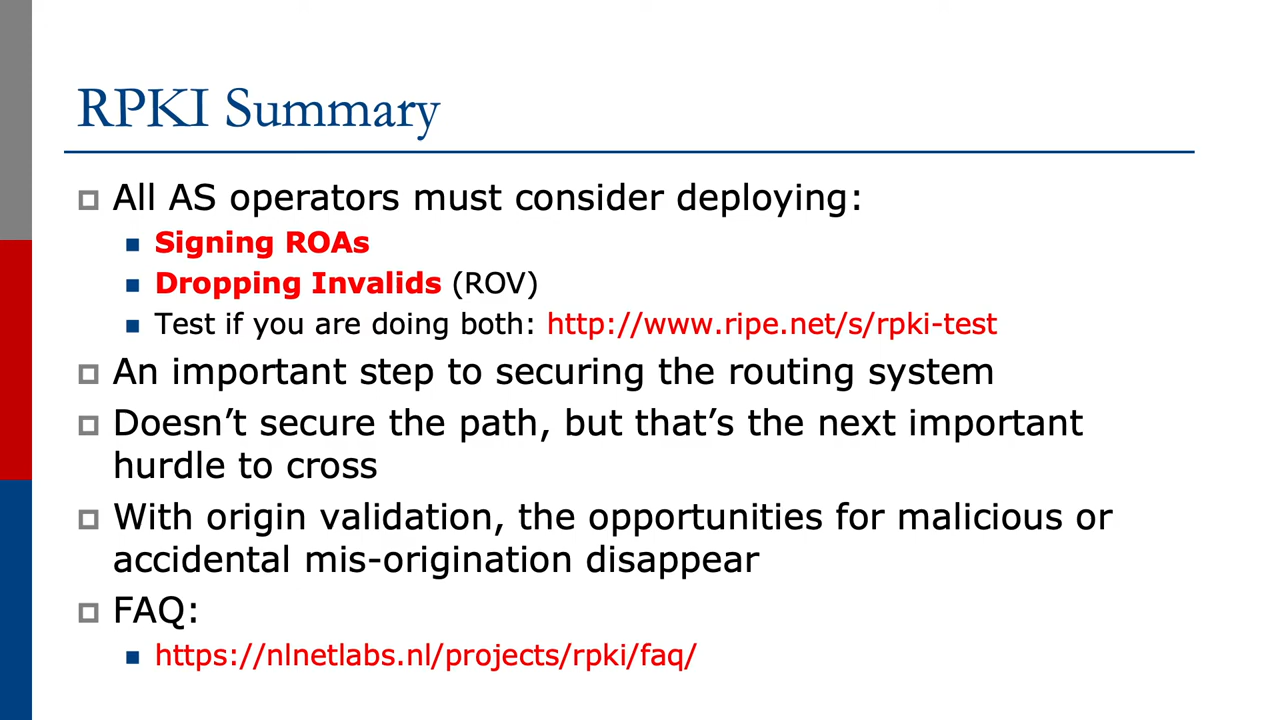 RPKI Summary
All AS operators must consider deploying:
Signing ROAs
Dropping Invalids (ROV)
Test if you are doing both: http://www.ripe.net/s/rpki-test
An important step to securing the routing system
Doesn’t secure the path, but that’s the next important
hurdle to cross
With origin validation, the opportunities for malicious or
accidental mis-origination disappear
FAQ:
https://nlnetlabs.nl/projects/rpki/faq/